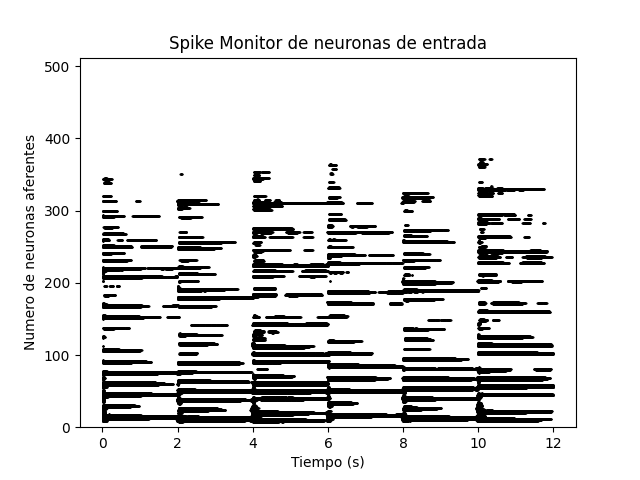 Spike Monitor de neuronas de entrada
500
400
300
200
100
0
Numero de neuronas aferentes
0 2 4 6 8 10 12
Tiempo (s)